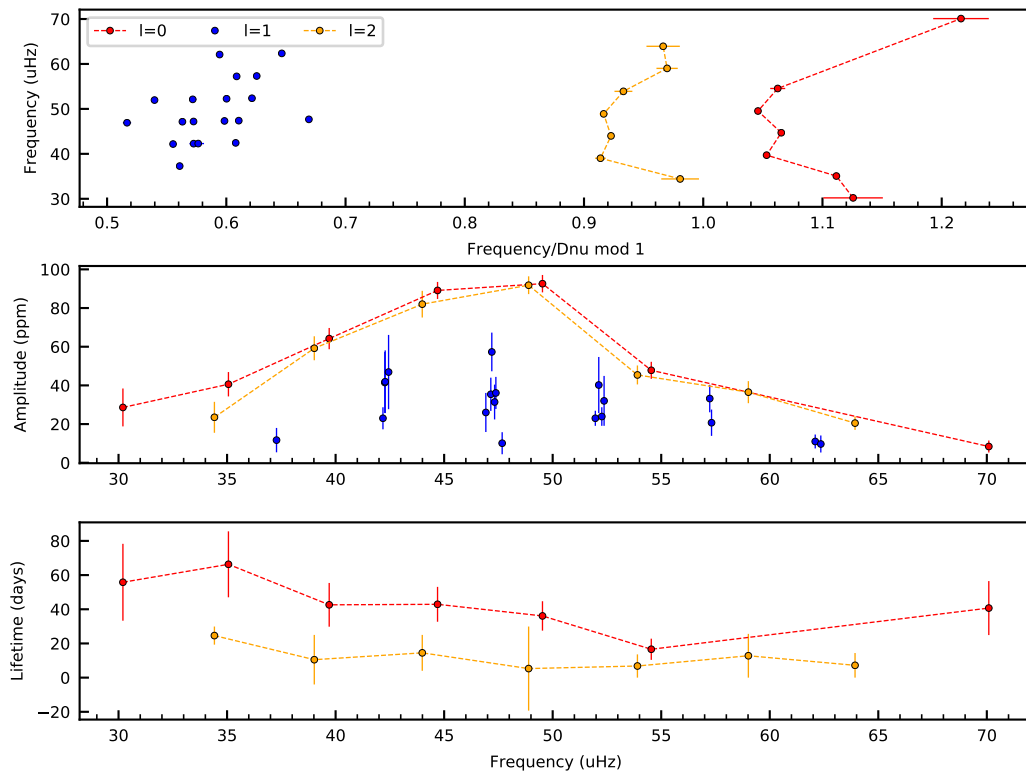 70
60
50
40
30
Frequency (uHz)
l=0 l=1 l=2
0.5 0.6 0.7 0.8 0.9 1.0 1.1 1.2
Frequency/Dnu mod 1
100
80
60
40
20
0
Amplitude (ppm)
30 35 40 45 50 55 60 65 70
80
60
40
20
0
−20
Lifetime (days)
30 35 40 45 50 55 60 65 70
Frequency (uHz)